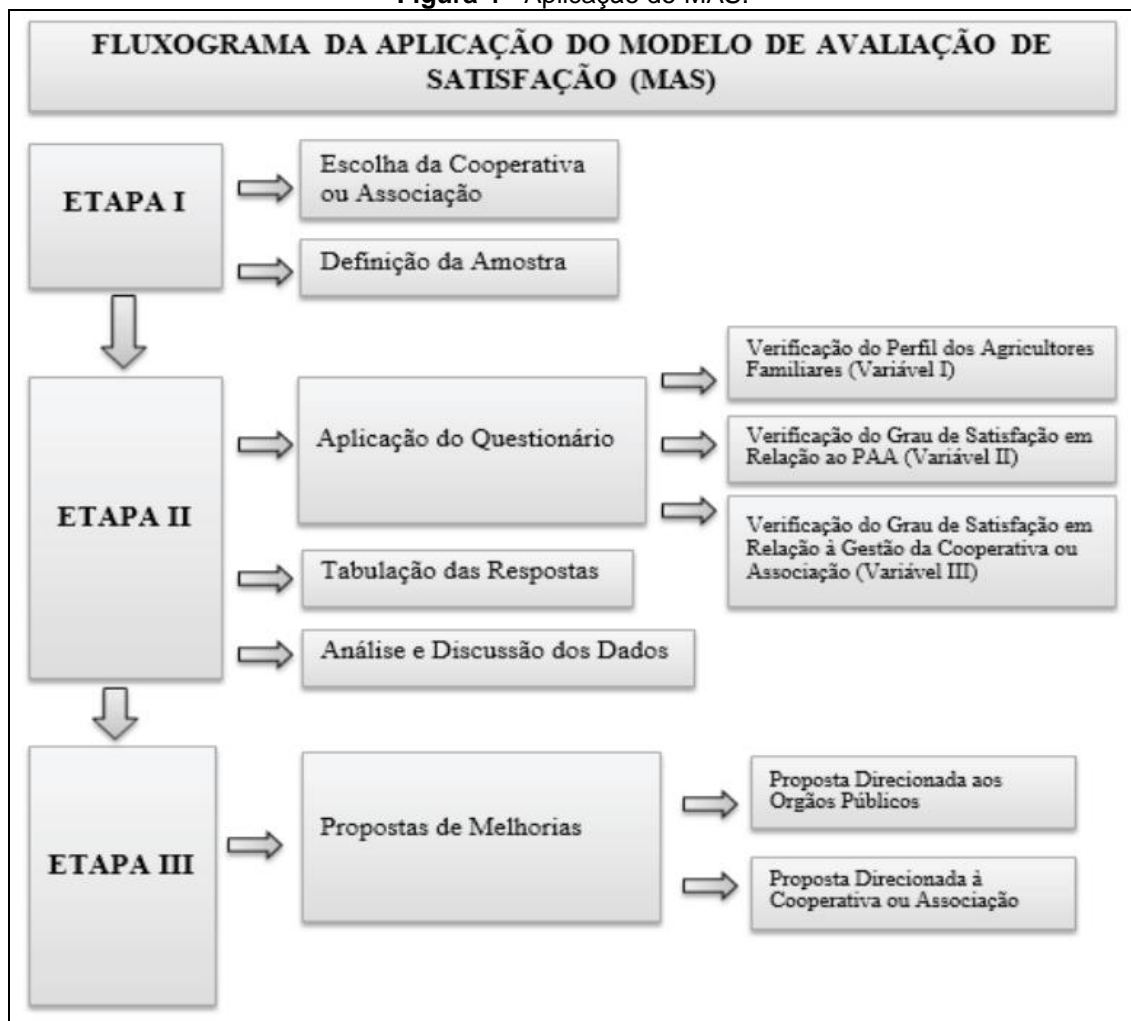 Figura 1 - Aplicação do MAS.
FLUXOGRAMA DA APLICAÇÃO DO MODELO DE AVALIAÇÃO DE
SATISFAÇÃO (MAS)
ETAPA I
Escolha da Cooperativa
ou Associação
Definição da Amostra
ETAPA II
Aplicação do Questionário
Verificação do Perfil dos Agricultores
Familiares (Variável I)
Verificação do Grau de Satisfação em
Relação ao PAA (Variável II)
Verificação do Grau de Satisfação em
Relação à Gestão da Cooperativa ou
Associação (Variável III)
Tabulação das Respostas
Análise e Discussão dos Dados
ETAPA III
Propostas de Melhorias
Proposta Direcionada aos
Orgãos Públicos
Proposta Direcionada à
Cooperativa ou Associação